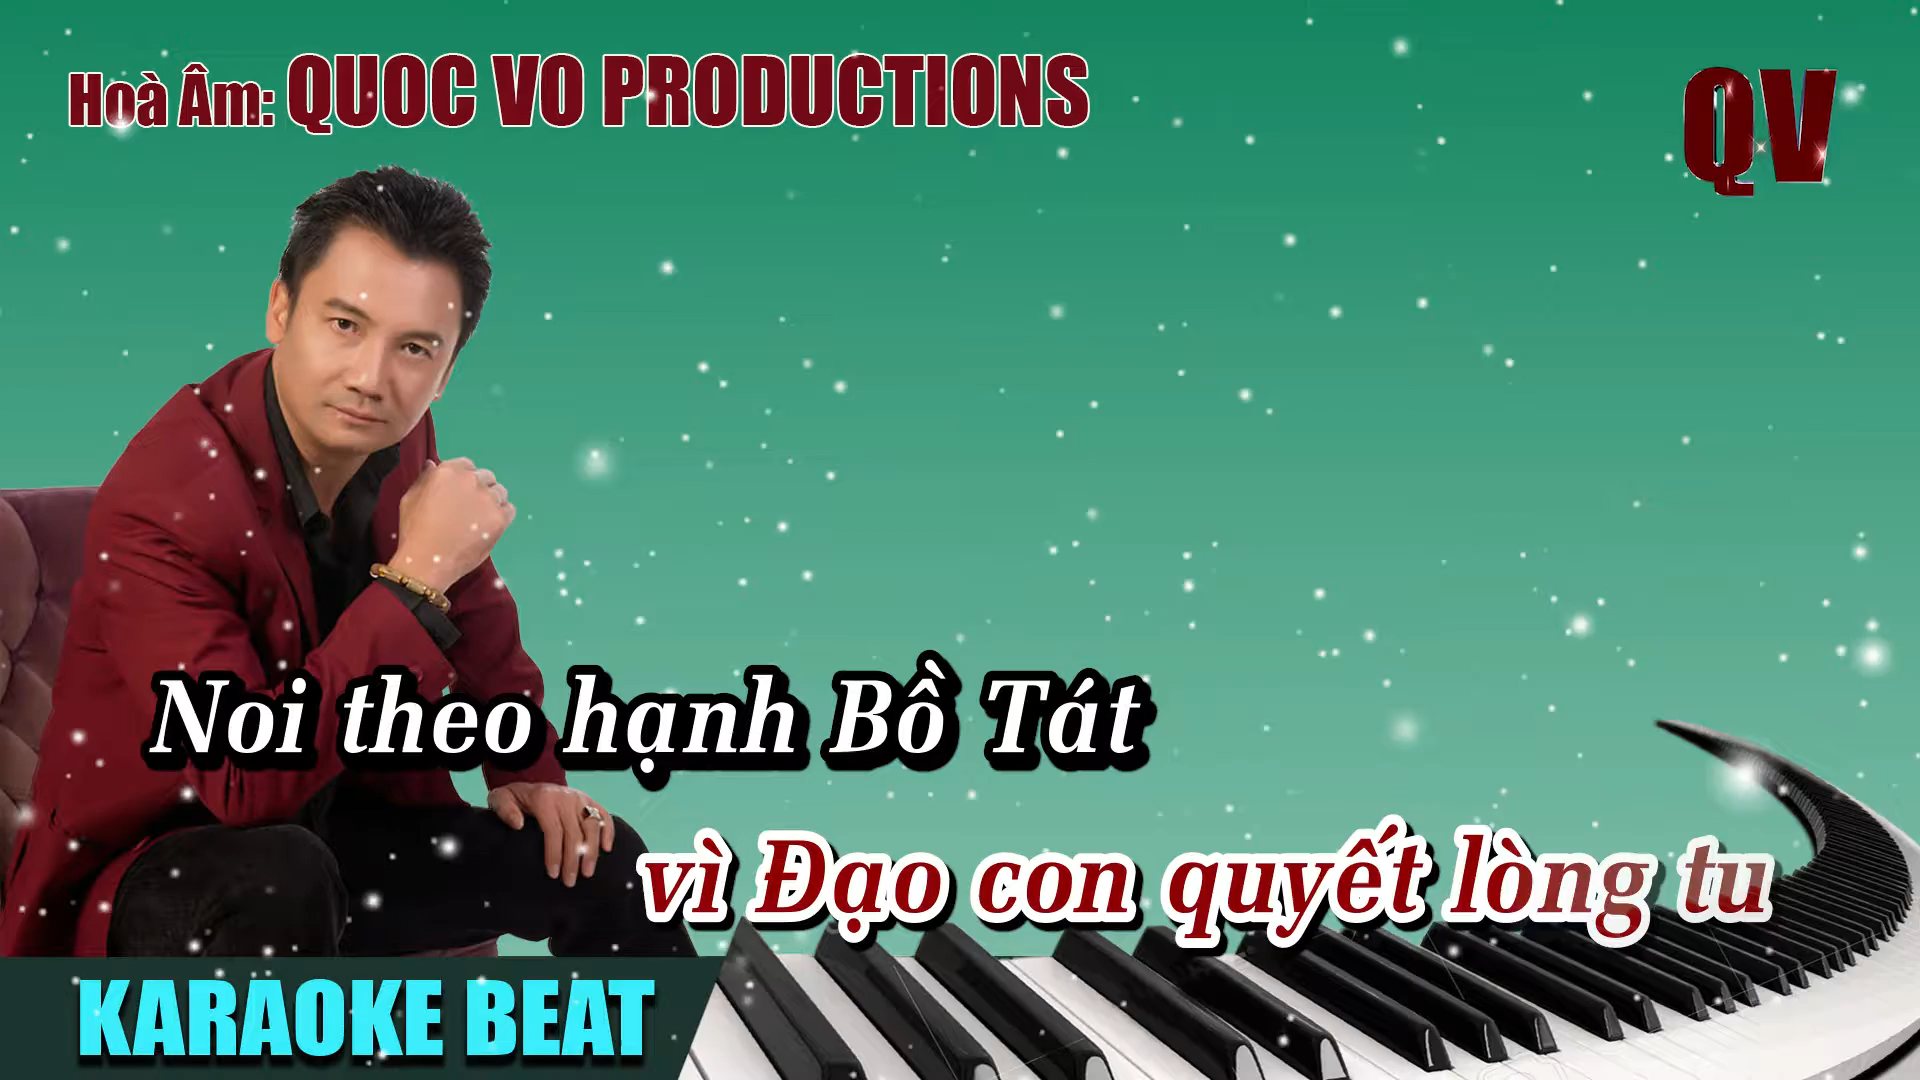 Hoà Âm: QUOC VO PRODUCTIONS
QV
Noi theo hạnh Bồ Tát
vì Đạo con quyết lòng tu
KARAOKE BEAT